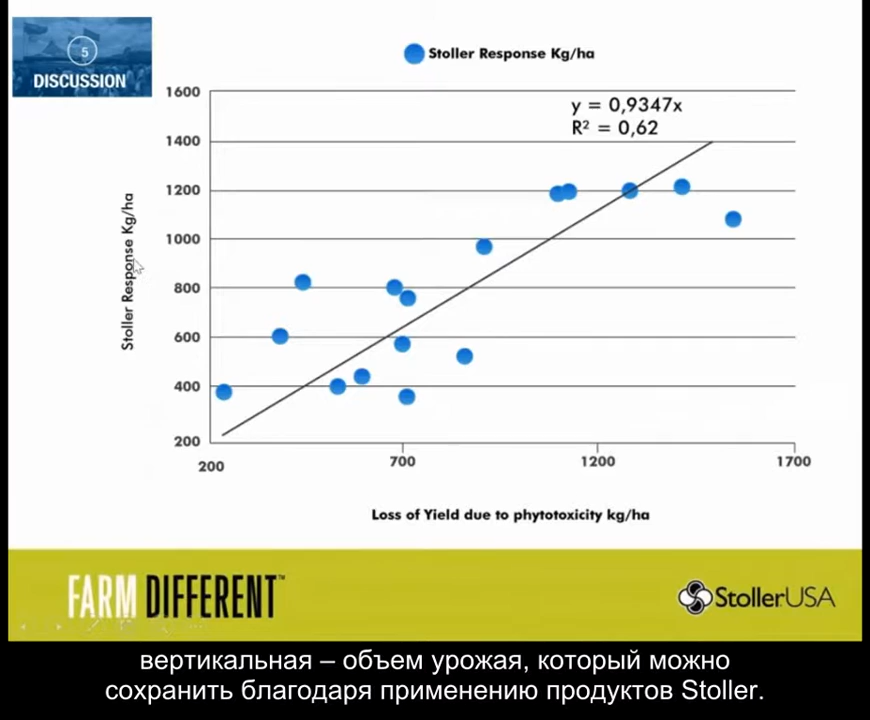 5
DISCUSSION
Stoller Response Kg/ha
y = 0,9347x
R² = 0,62
1600
1400
1200
1000
800
600
400
200
Stoller Response Kg/ha
200
700
1200
1700
Loss of Yield due to phytotoxicity kg/ha
FARM DIFFERENT™
StollerUSA
вертикальная – объем урожая, который можно
сохранить благодаря применению продуктов Stoller.